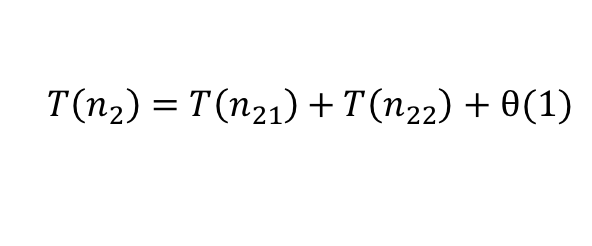 T(n₂) = T(n₂₁) + T(n₂₂) + θ(1)